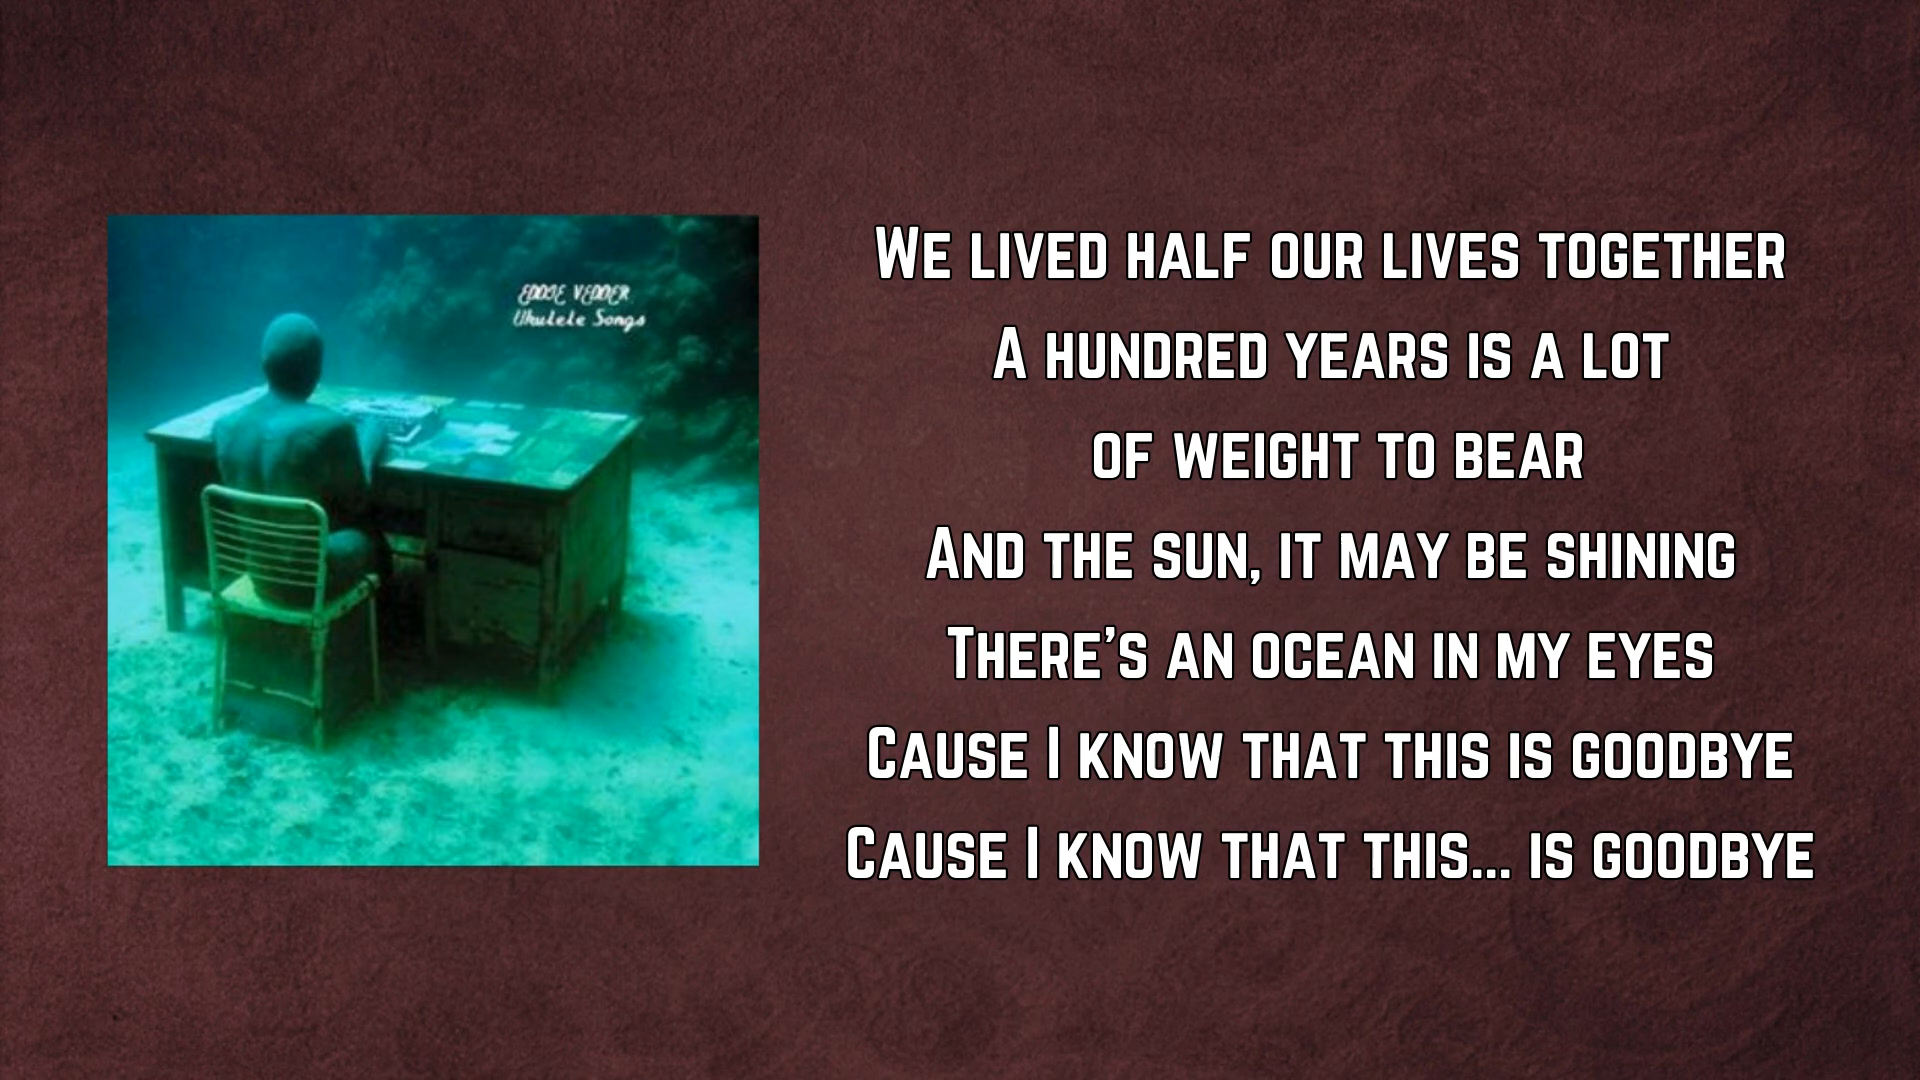 EDDIE VEDDER
Ukulele Songs
We lived half our lives together
A hundred years is a lot
of weight to bear
And the sun, it may be shining
There's an ocean in my eyes
Cause I know that this is goodbye
Cause I know that this... is goodbye